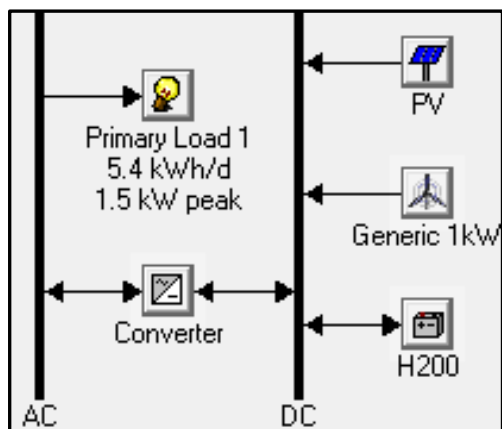 PV
Primary Load 1
5.4 kWh/d
1.5 kW peak
Generic 1kW
Converter
H200
AC
DC